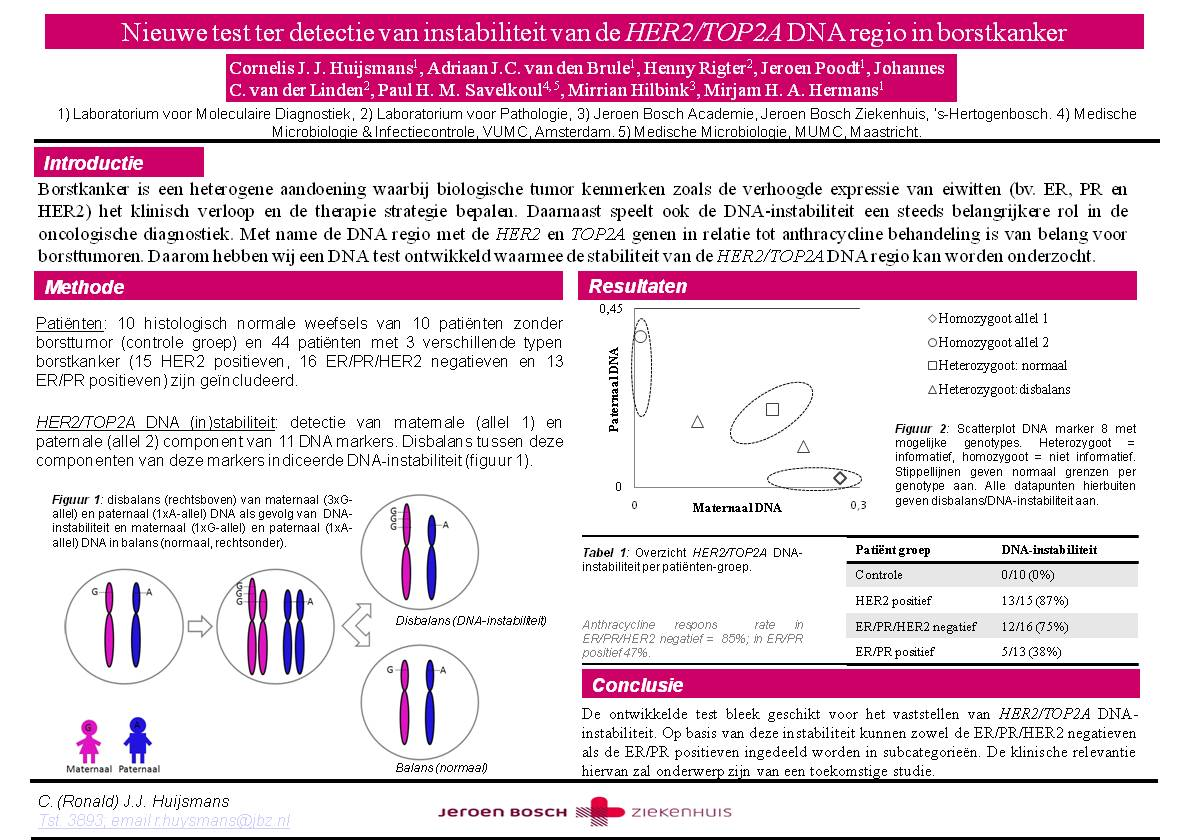 Nieuwe test ter detectie van instabiliteit van de HER2/TOP2A DNA regio in borstkanker
Cornelis J. J. Huijsmans1, Adriaan J.C. van den Brule1, Henny Rigter2, Jeroen Poodt1, Johannes
C. van der Linden2, Paul H. M. Savelkoul4,5, Mirrian Hilbink3, Mirjam H. A. Hermans1
1) Laboratorium voor Moleculaire Diagnostiek, 2) Laboratorium voor Pathologie, 3) Jeroen Bosch Academie, Jeroen Bosch Ziekenhuis, 's-Hertogenbosch. 4) Medische
Microbiologie & Infectiecontrole, VUMC, Amsterdam. 5) Medische Microbiologie, MUMC, Maastricht.
Introductie
Borstkanker is een heterogene aandoening waarbij biologische tumor kenmerken zoals de verhoogde expressie van eiwitten (bv. ER, PR en
HER2) het klinisch verloop en de therapie strategie bepalen. Daarnaast speelt ook de DNA-instabiliteit een steeds belangrijkere rol in de
oncologische diagnostiek. Met name de DNA regio met de HER2 en TOP2A genen in relatie tot anthracycline behandeling is van belang voor
borsttumoren. Daarom hebben wij een DNA test ontwikkeld waarmee de stabiliteit van de HER2/TOP2A DNA regio kan worden onderzocht.
Methode
Patiënten: 10 histologisch normale weefsels van 10 patiënten zonder
borsttumor (controle groep) en 44 patiënten met 3 verschillende typen
borstkanker (15 HER2 positieven, 16 ER/PR/HER2 negatieven en 13
ER/PR positieven) zijn geïncludeerd.
HER2/TOP2A DNA (in)stabiliteit: detectie van maternale (allel 1) en
paternale (allel 2) component van 11 DNA markers. Disbalans tussen deze
componenten van deze markers indiceerde DNA-instabiliteit (figuur 1).
Figuur 1: disbalans (rechtsboven) van maternaal (3xG-
allel) en paternaal (1xA-allel) DNA als gevolg van DNA-
instabiliteit en maternaal (1xG-allel) en paternaal (1xA-
allel) DNA in balans (normaal, rechtsonder).
G
G
G
A
G
A
G
G
G
A
Disbalans (DNA-instabiliteit)
G
A
G
A
Maternaal Paternaal
Balans (normaal)
Resultaten
0,45
Paternaal DNA
0
0
Maternaal DNA
0,3
Homozygoot allel 1
Homozygoot allel 2
Heterozygoot: normaal
Heterozygoot: disbalans
Figuur 2: Scatterplot DNA marker 8 met
mogelijke genotypes. Heterozygoot =
informatief, homozygoot = niet informatief.
Stippellijnen geven normaal grenzen per
genotype aan. Alle datapunten hierbuiten
geven disbalans/DNA-instabiliteit aan.
Tabel 1: Overzicht HER2/TOP2A DNA-
instabiliteit per patiënten-groep.
Anthracycline respons rate in
ER/PR/HER2 negatief = 85%; in ER/PR
positief 47%.
Patiënt groep DNA-instabiliteit
Controle 0/10 (0%)
HER2 positief 13/15 (87%)
ER/PR/HER2 negatief 12/16 (75%)
ER/PR positief 5/13 (38%)
Conclusie
De ontwikkelde test bleek geschikt voor het vaststellen van HER2/TOP2A DNA-
instabiliteit. Op basis van deze instabiliteit kunnen zowel de ER/PR/HER2 negatieven
als de ER/PR positieven ingedeeld worden in subcategorieën. De klinische relevantie
hiervan zal onderwerp zijn van een toekomstige studie.
C. (Ronald) J.J. Huijsmans
Tst. 3893; email r.huysmans@jbz.nl
JEROEN BOSCH ZIEKENHUIS